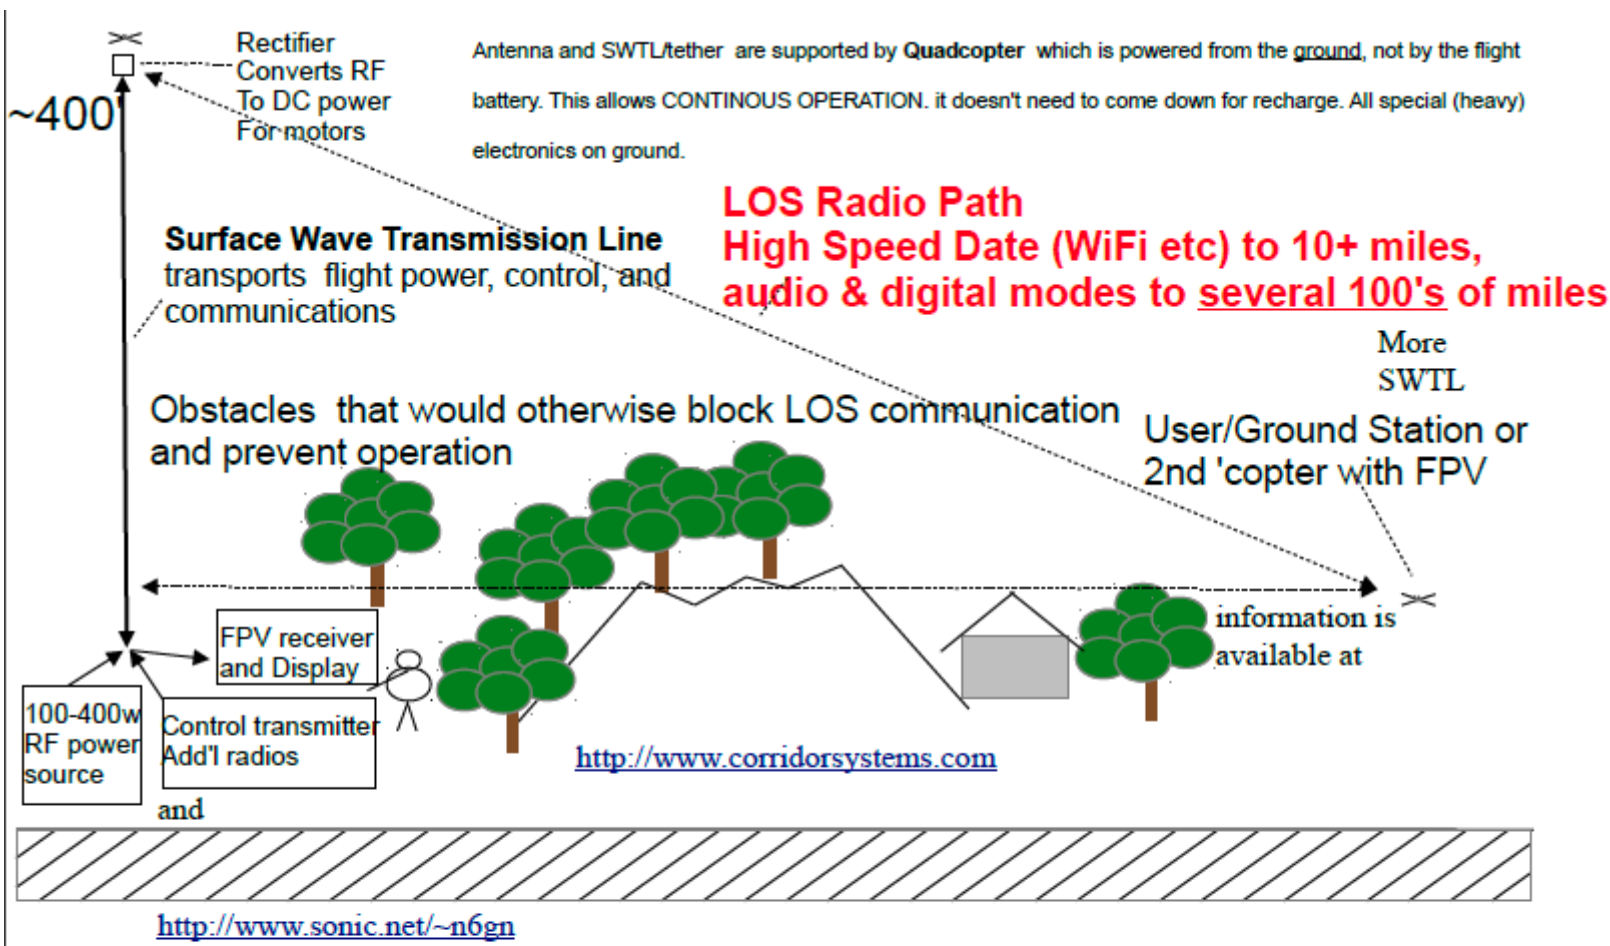 Rectifier
Converts RF
To DC power
For motors
~400'
Antenna and SWTL/tether are supported by Quadcopter which is powered from the ground, not by the flight
battery. This allows CONTINOUS OPERATION. it doesn't need to come down for recharge. All special (heavy)
electronics on ground.
LOS Radio Path
High Speed Date (WiFi etc) to 10+ miles,
audio & digital modes to several 100's of miles
Surface Wave Transmission Line
transports flight power, control, and
communications
More
SWTL
Obstacles that would otherwise block LOS communication
and prevent operation
User/Ground Station or
2nd 'copter with FPV
information is
available at
FPV receiver
and Display
100-400w
RF power
source
Control transmitter
Add'l radios
http://www.corridorsystems.com
and
http://www.sonic.net/~n6gn